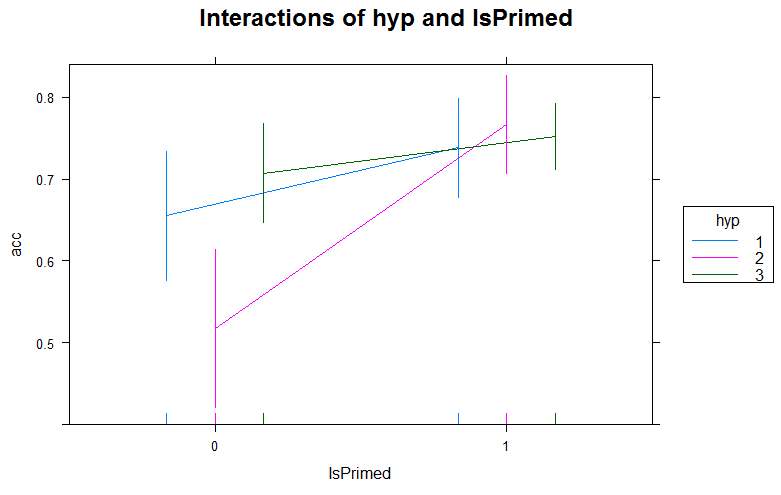 Interactions of hyp and IsPrimed
0.8
0.7
0.6
0.5
acc
0
1
IsPrimed
hyp
1
2
3